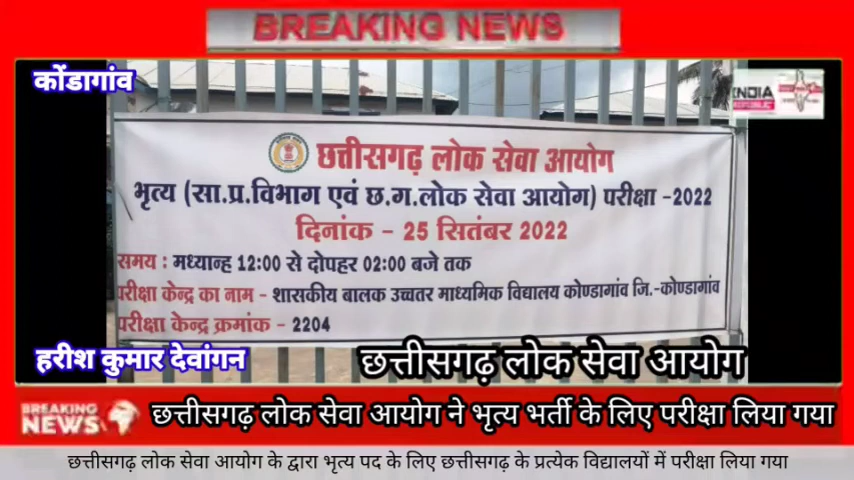 BREAKING NEWS
कोंडागांव
INDIA
REPUBLIC
छत्तीसगढ़ लोक सेवा आयोग
भृत्य (सा.प्र.विभाग एवं छ.ग.लोक सेवा आयोग) परीक्षा -2022
दिनांक - 25 सितंबर 2022
समय : मध्यान्ह 12:00 से दोपहर 02:00 बजे तक
परीक्षा केन्द्र का नाम - शासकीय बालक उच्चतर माध्यमिक विद्यालय कोण्डागांव जि.-कोण्डागांव
परीक्षा केन्द्र क्रमांक - 2204
हरीश कुमार देवांगन
छत्तीसगढ़ लोक सेवा आयोग
BREAKING
NEWS
छत्तीसगढ़ लोक सेवा आयोग ने भृत्य भर्ती के लिए परीक्षा लिया गया
छत्तीसगढ़ लोक सेवा आयोग के द्वारा भृत्य पद के लिए छत्तीसगढ़ के प्रत्येक विद्यालयों में परीक्षा लिया गया